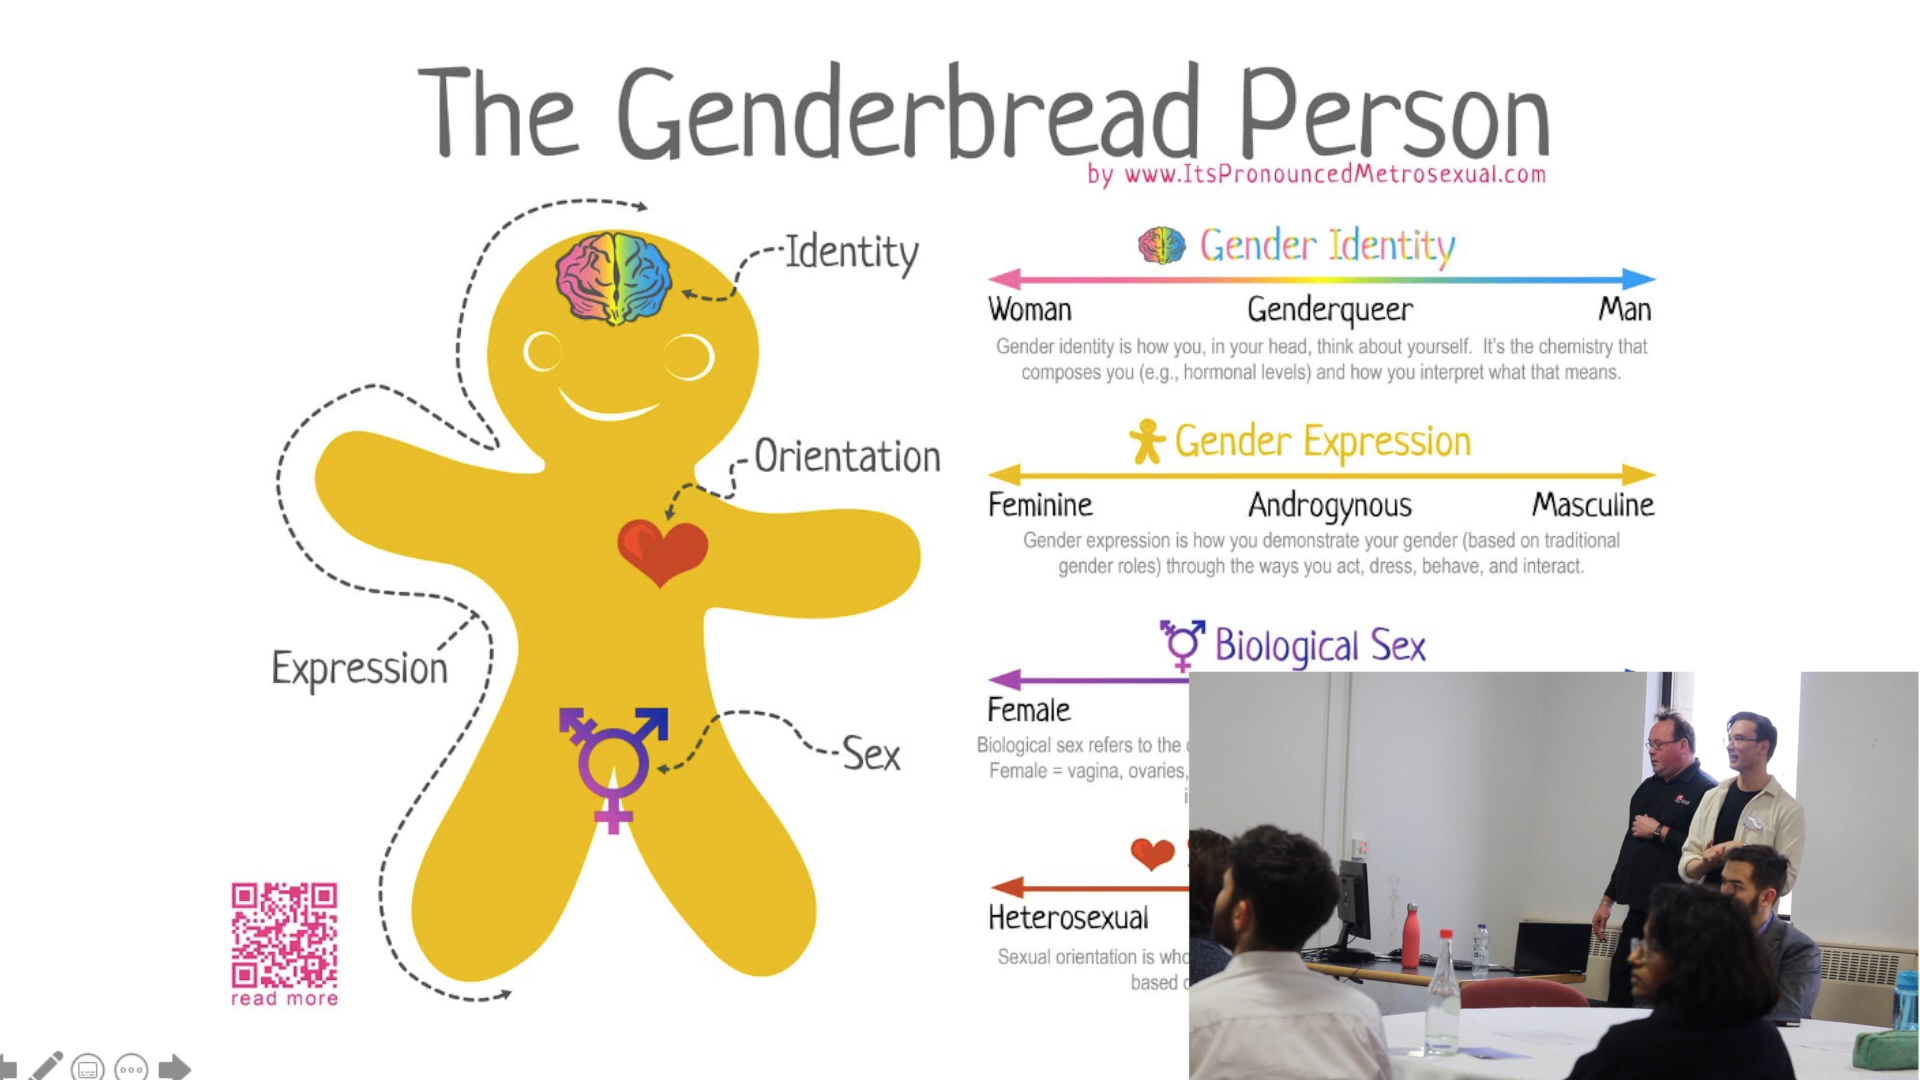 The Genderbread Person
by www.ItsPronouncedMetrosexual.com
Identity
Orientation
Expression
Sex
read more
Gender Identity
Woman Genderqueer Man
Gender identity is how you, in your head, think about yourself. It's the chemistry that
composes you (e.g., hormonal levels) and how you interpret what that means.
Gender Expression
Feminine Androgynous Masculine
Gender expression is how you demonstrate your gender (based on traditional
gender roles) through the ways you act, dress, behave, and interact.
Biological Sex
Female
Biological sex refers to the
Female = vagina, ovaries,
Heterosexual
Sexual orientation is who
based